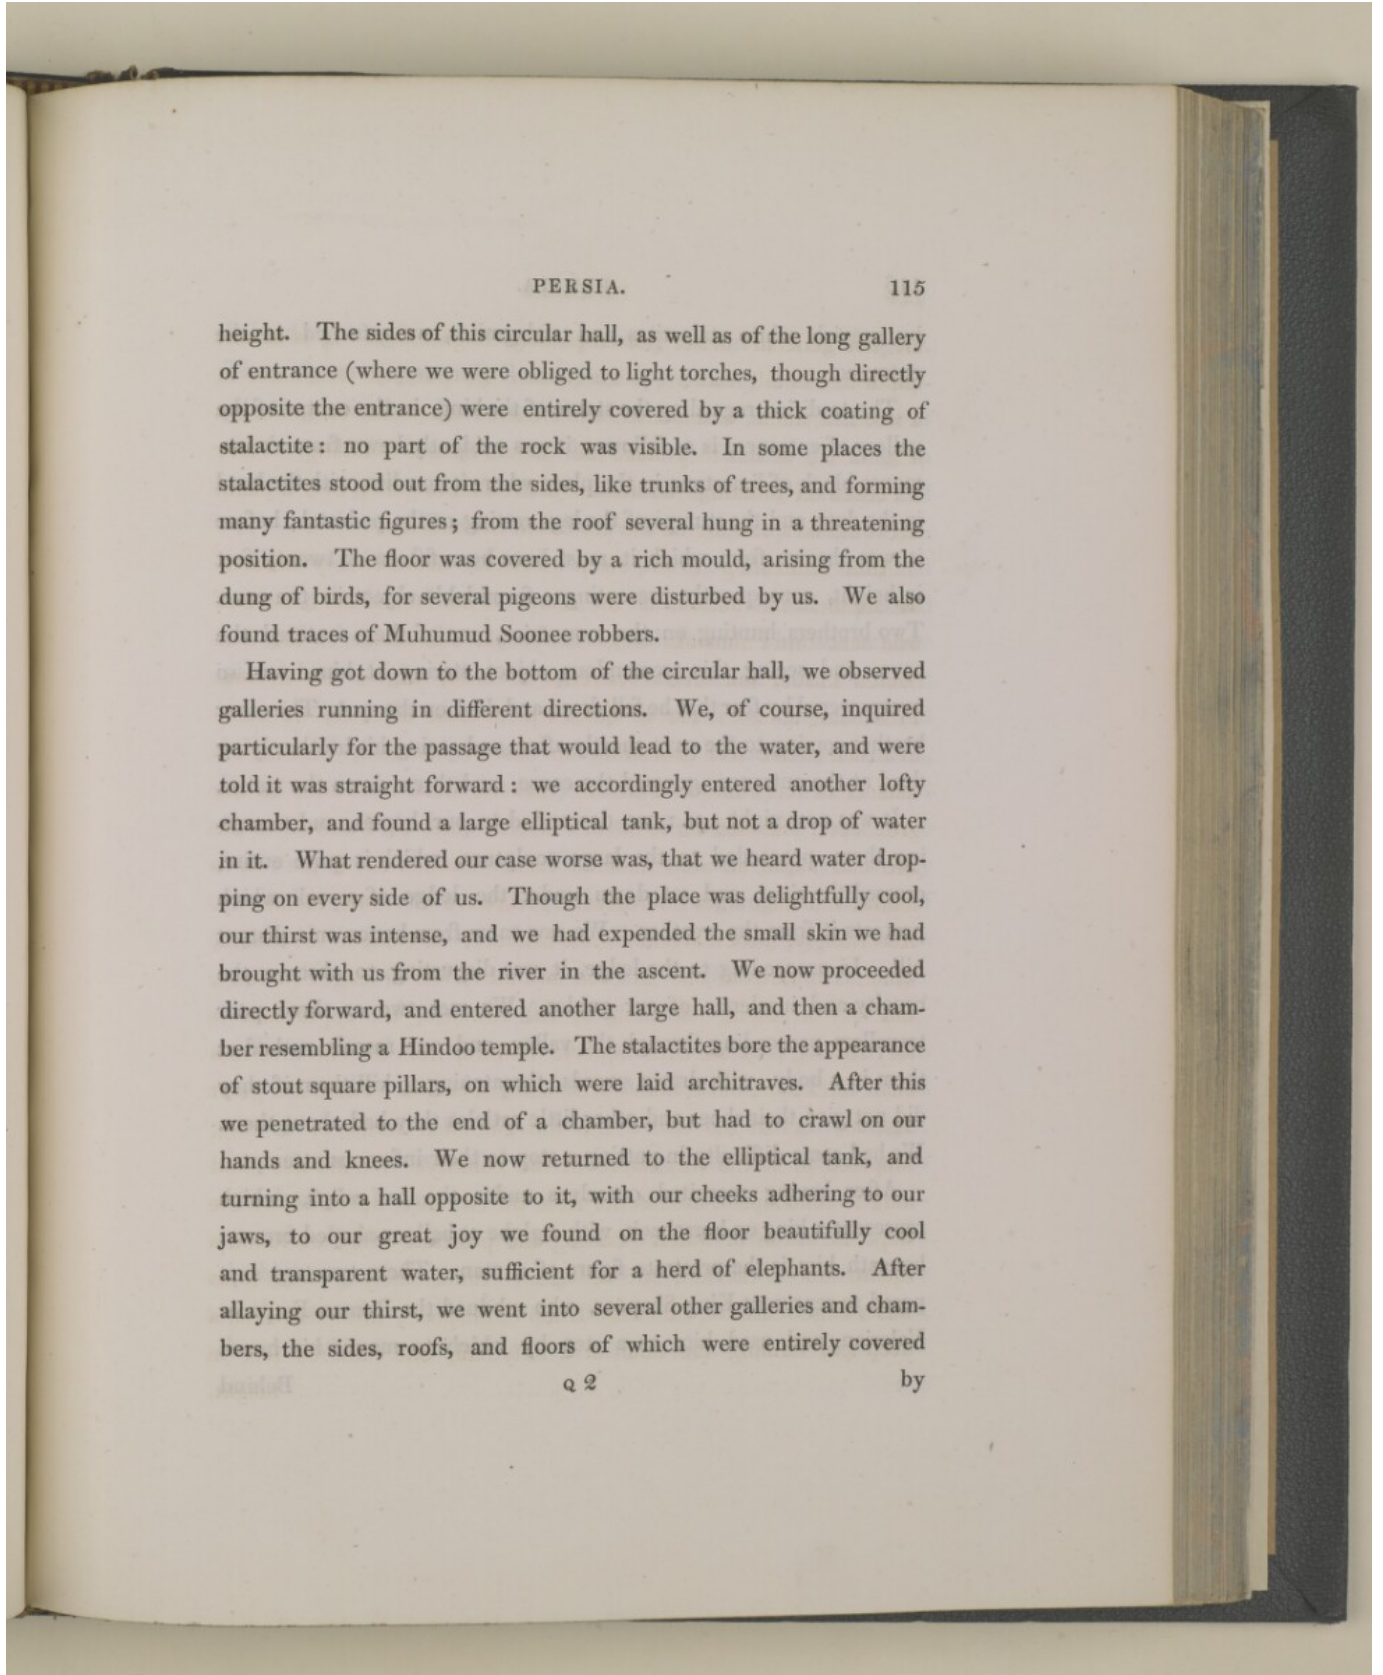 PERSIA. 115
height. The sides of this circular hall, as well as of the long gallery
of entrance (where we were obliged to light torches, though directly
opposite the entrance) were entirely covered by a thick coating of
stalactite: no part of the rock was visible. In some places the
stalactites stood out from the sides, like trunks of trees, and forming
many fantastic figures; from the roof several hung in a threatening
position. The floor was covered by a rich mould, arising from the
dung of birds, for several pigeons were disturbed by us. We also
found traces of Muhumud Soonee robbers.
Having got down to the bottom of the circular hall, we observed
galleries running in different directions. We, of course, inquired
particularly for the passage that would lead to the water, and were
told it was straight forward: we accordingly entered another lofty
chamber, and found a large elliptical tank, but not a drop of water
in it. What rendered our case worse was, that we heard water drop-
ping on every side of us. Though the place was delightfully cool,
our thirst was intense, and we had expended the small skin we had
brought with us from the river in the ascent. We now proceeded
directly forward, and entered another large hall, and then a cham-
ber resembling a Hindoo temple. The stalactites bore the appearance
of stout square pillars, on which were laid architraves. After this
we penetrated to the end of a chamber, but had to crawl on our
hands and knees. We now returned to the elliptical tank, and
turning into a hall opposite to it, with our cheeks adhering to our
jaws, to our great joy we found on the floor beautifully cool
and transparent water, sufficient for a herd of elephants. After
allaying our thirst, we went into several other galleries and cham-
bers, the sides, roofs, and floors of which were entirely covered
Q 2 by